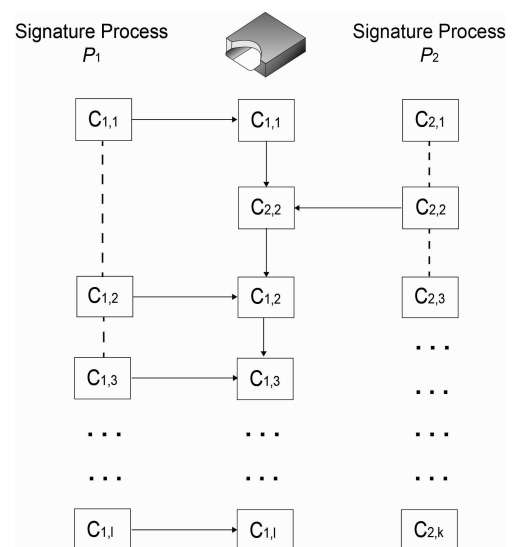 Signature Process Signature Process
P1 P2
C1,1 C1,1 C2,1
C2,2 C2,2
C1,2 C1,2 C2,3
. . .
C1,3 C1,3
. . .
. . . . . . . . .
. . . . . . . . .
C1,l C1,l C2,k